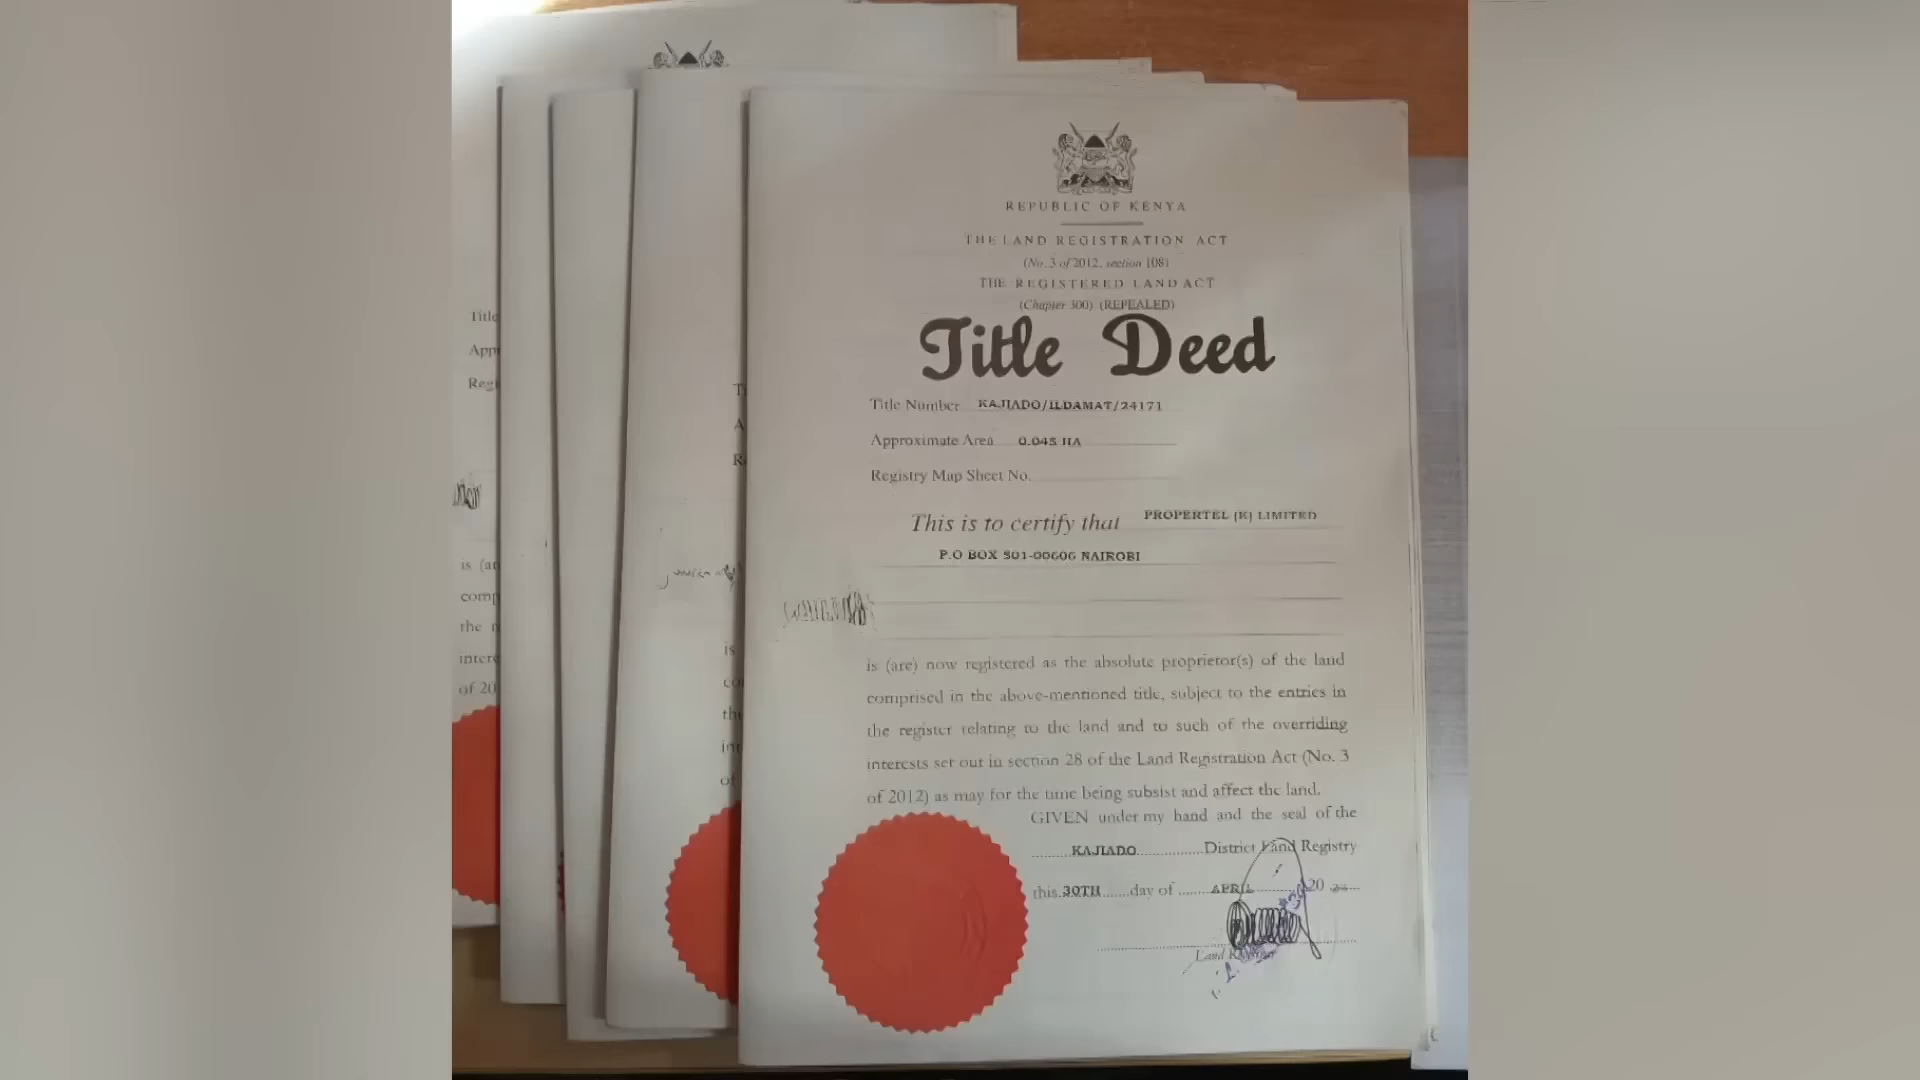 REPUBLIC OF KENYA
THE LAND REGISTRATION ACT
(No. 3 of 2012, section 108)
THE REGISTERED LAND ACT
(Chapter 300) (REPEALED)
Title Deed
Title Number KAJIADO/ILDAMAT/24171
Approximate Area 0.045 HA
Registry Map Sheet No.
This is to certify that PROPERTEL (K) LIMITED
P.O BOX 501-00606 NAIROBI
is (are) now registered as the absolute proprietor(s) of the land
comprised in the above-mentioned title, subject to the entries in
the register relating to the land and to such of the overriding
interests set out in section 28 of the Land Registration Act (No. 3
of 2012) as may for the time being subsist and affect the land.
GIVEN under my hand and the seal of the
KAJIADO District Land Registry
this 30TH day of APRIL 20
Land
Title
is (ar
comp
the
of 20
is
of